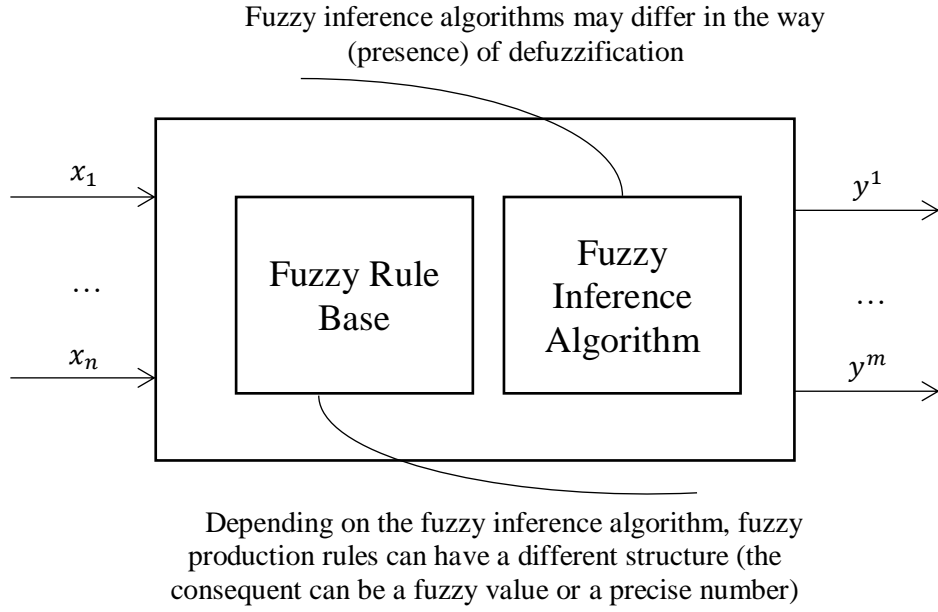 Fuzzy inference algorithms may differ in the way
(presence) of defuzzification
x₁
…
xₙ
Fuzzy Rule
Base
Fuzzy
Inference
Algorithm
y¹
…
yᵐ
Depending on the fuzzy inference algorithm, fuzzy
production rules can have a different structure (the
consequent can be a fuzzy value or a precise number)